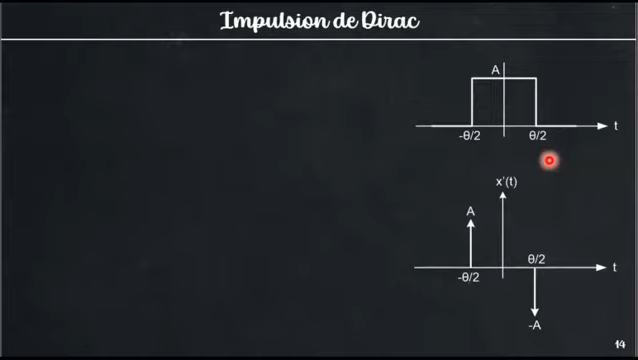 Impulsion de Dirac
A
t
-θ/2
θ/2
x'(t)
A
θ/2
t
-θ/2
-A
14